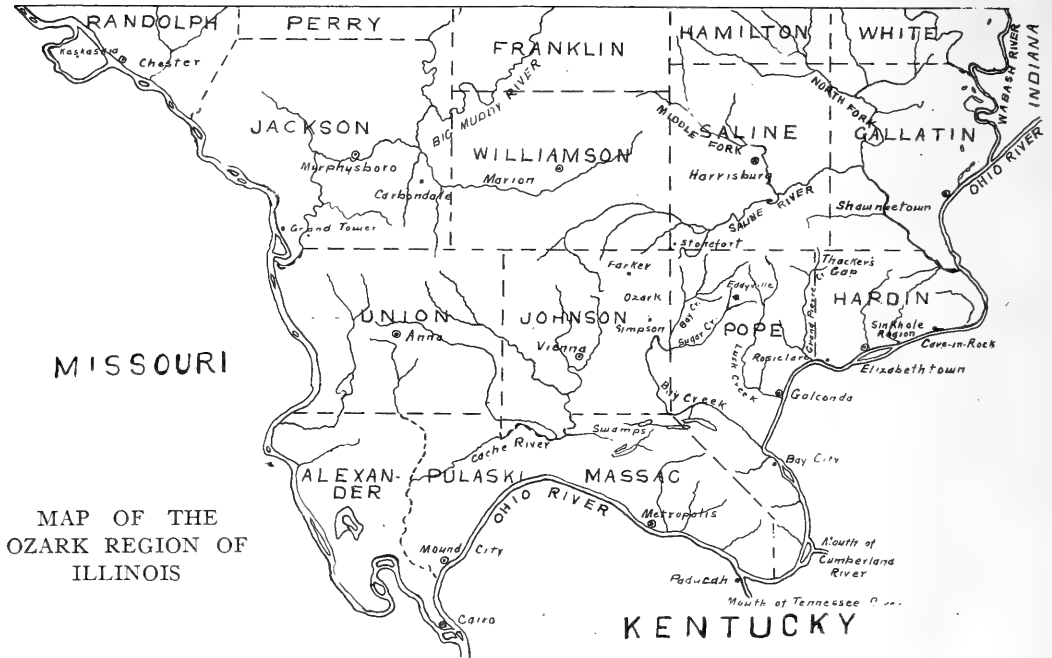 RANDOLPH
PERRY
FRANKLIN
HAMILTON
WHITE
WABASH RIVER
INDIANA
Kaskaskia
Chester
BIG MUDDY RIVER
NORTH FORK
MIDDLE FORK
JACKSON
WILLIAMSON
SALINE
GALLATIN
OHIO RIVER
Murphysboro
Marion
Harrisburg
Carbondale
SALINE RIVER
Shawneetown
Grand Tower
Stonefort
Parker
Thacker's
Gap
Eddyville
Ozark
HARDIN
UNION
JOHNSON
Simpson
Bay Cr.
Sugar Cr.
POPE
Grand Pierre Cr.
SinkHole
Region
Cave-in-Rock
Anna
Vienna
Lusk Creek
Rosiclare
Elizabethtown
MISSOURI
Bay Creek
Golconda
Swamps
Cache River
Bay City
ALEXAN-
DER
PULASKI
MASSAC
OHIO RIVER
Metropolis
MAP OF THE
OZARK REGION OF
ILLINOIS
Mound City
Mouth of
Cumberland
River
Paducah
Mouth of Tennessee
Cairo
KENTUCKY